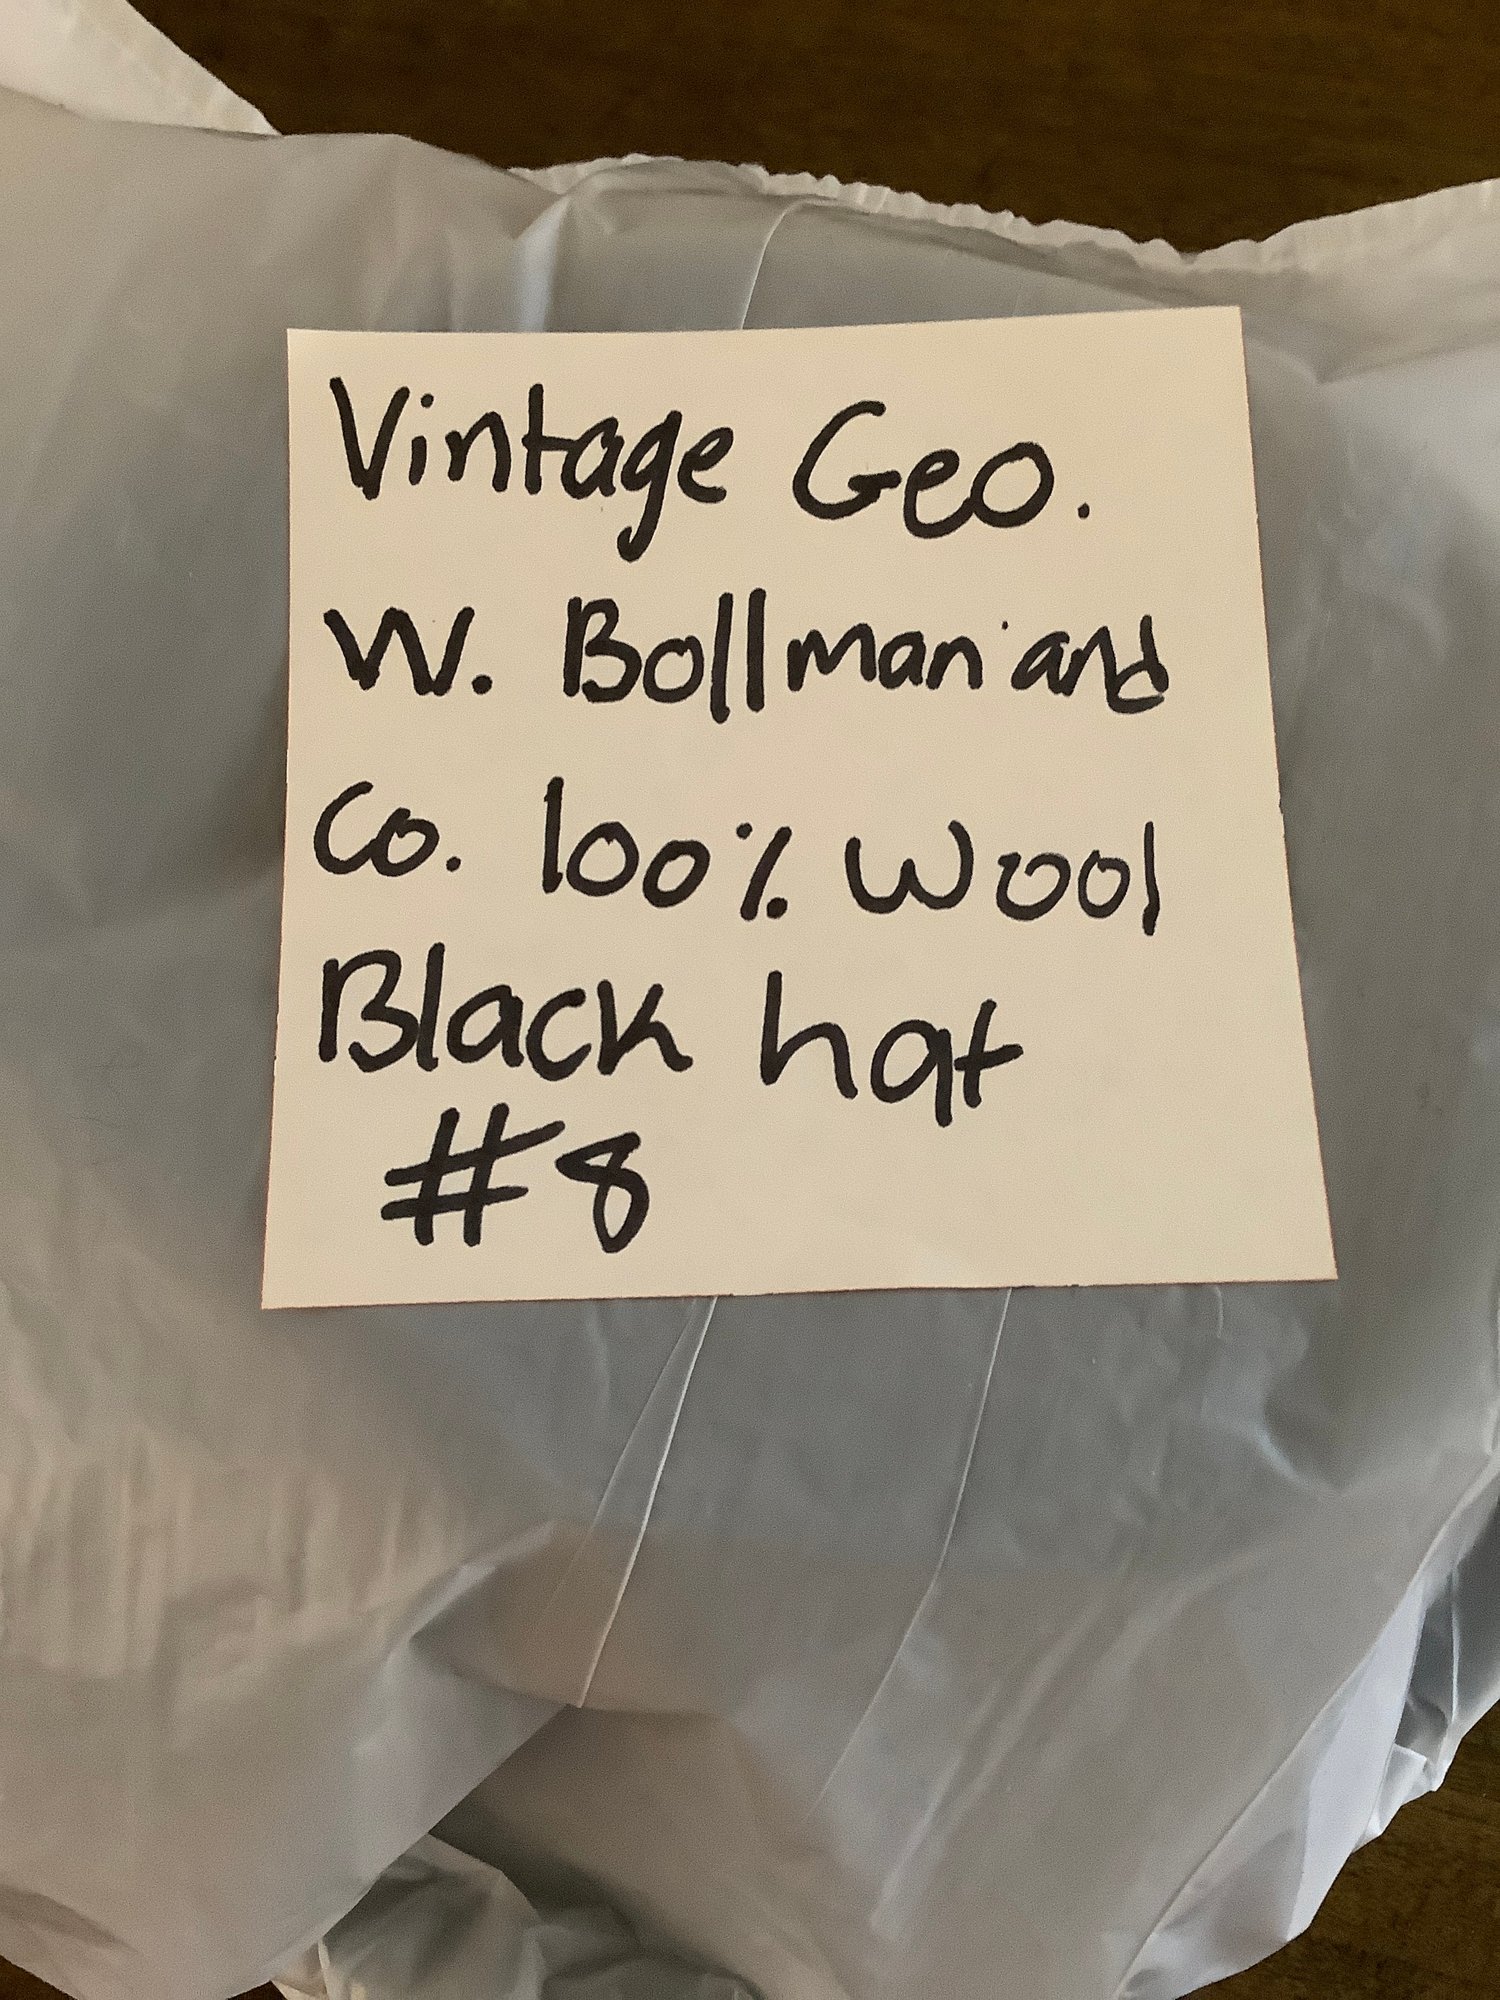 Vintage Geo.
W. Bollman and
Co. 100% Wool
Black hat
#8